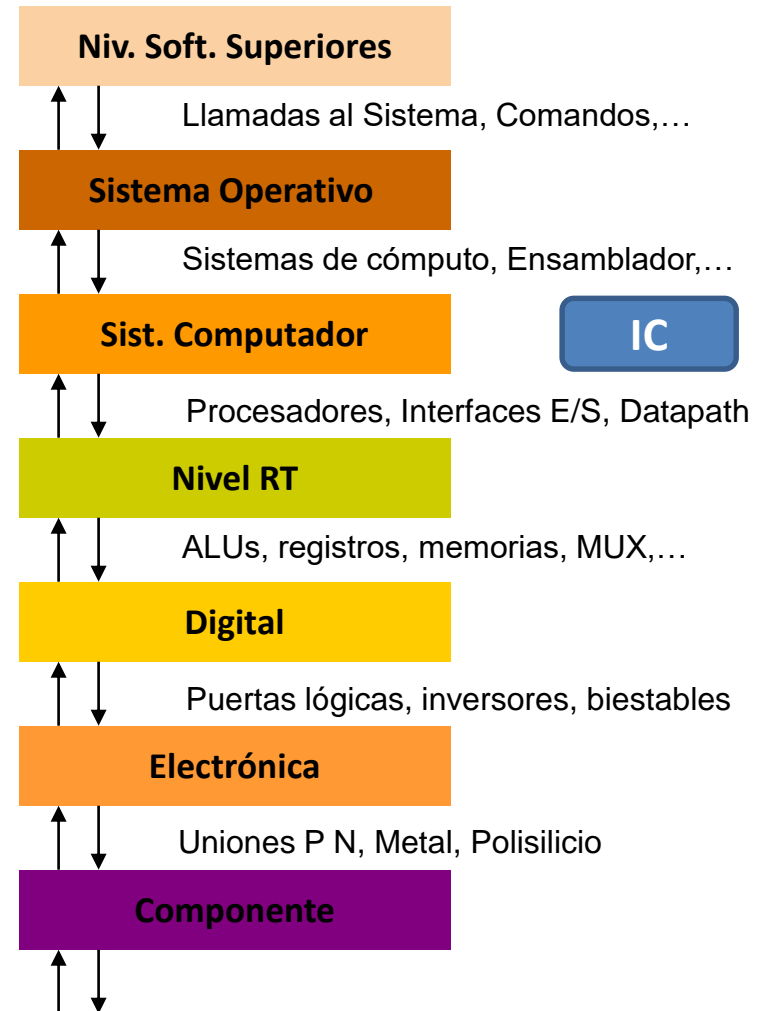 Niv. Soft. Superiores
Llamadas al Sistema, Comandos,…
Sistema Operativo
Sistemas de cómputo, Ensamblador,…
Sist. Computador
IC
Procesadores, Interfaces E/S, Datapath
Nivel RT
ALUs, registros, memorias, MUX,…
Digital
Puertas lógicas, inversores, biestables
Electrónica
Uniones P N, Metal, Polisilicio
Componente